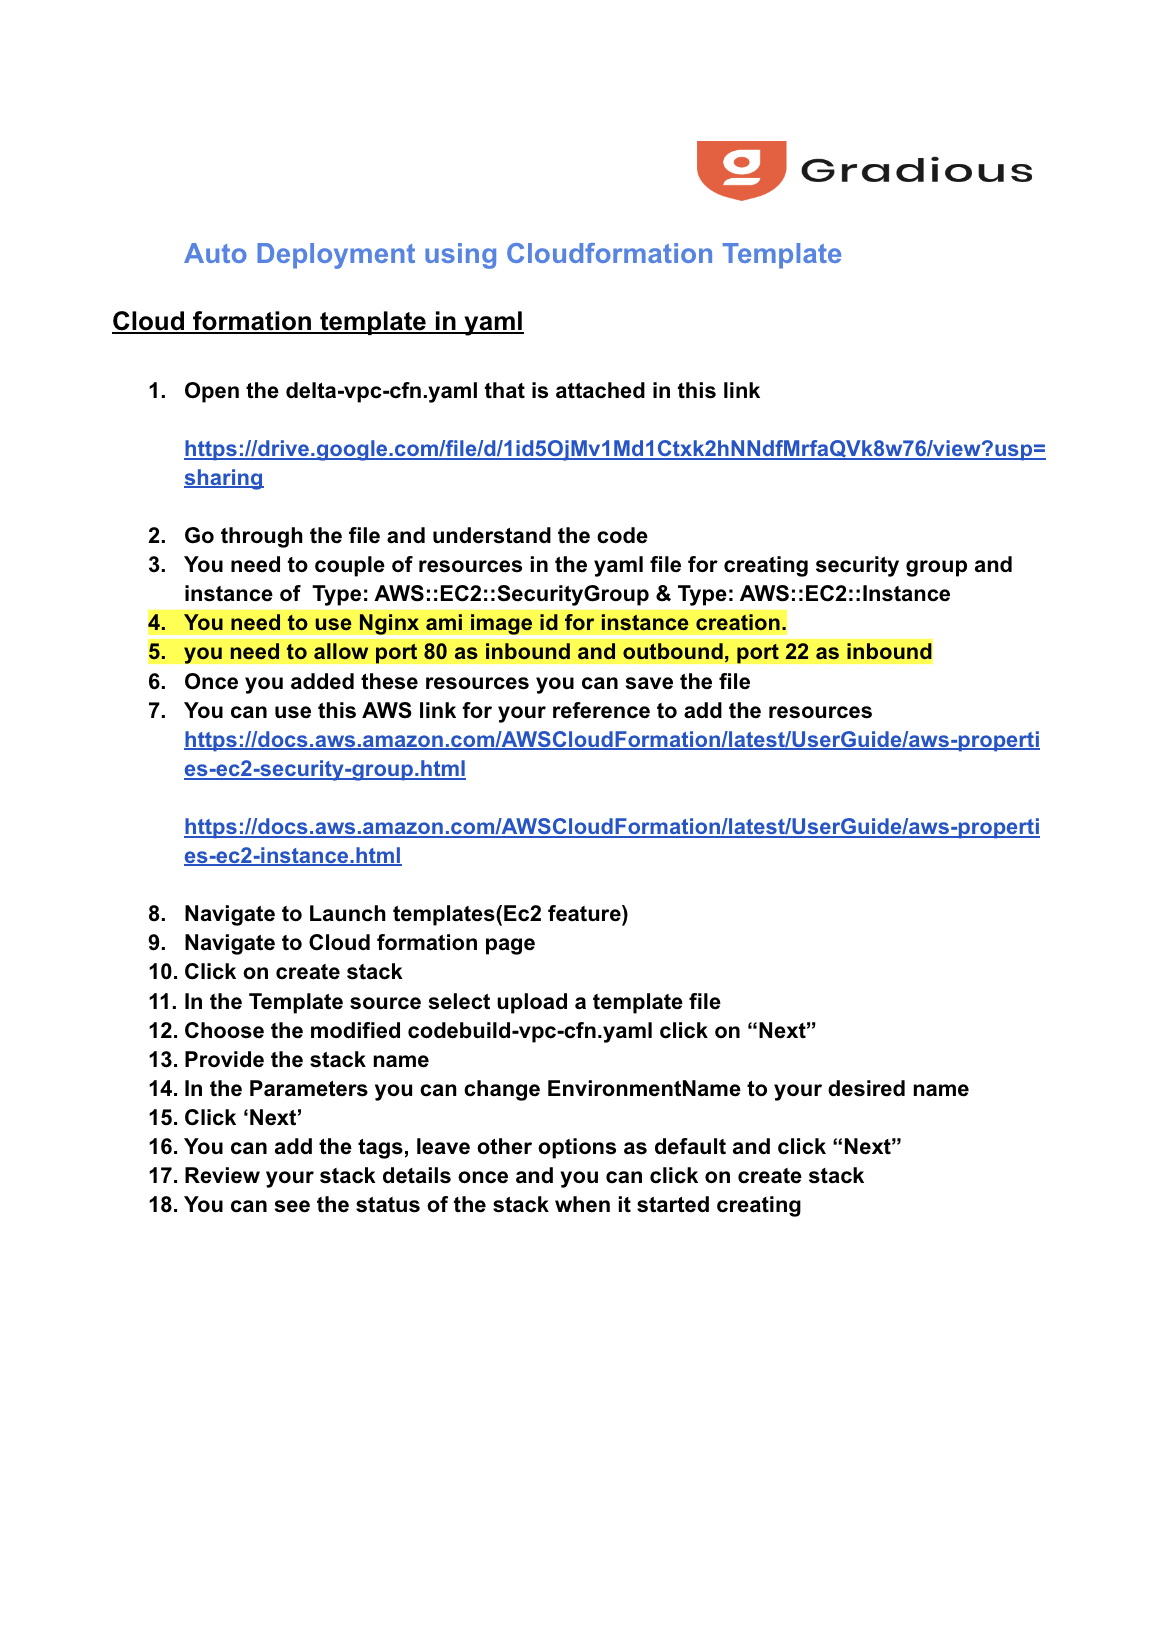 Gradious
Auto Deployment using Cloudformation Template
Cloud formation template in yaml
1. Open the delta-vpc-cfn.yaml that is attached in this link
https://drive.google.com/file/d/1id5OjMv1Md1Ctxk2hNNdfMrfaQVk8w76/view?usp=
sharing
2. Go through the file and understand the code
3. You need to couple of resources in the yaml file for creating security group and
instance of  Type: AWS::EC2::SecurityGroup & Type: AWS::EC2::Instance
4. You need to use Nginx ami image id for instance creation.
5. you need to allow port 80 as inbound and outbound, port 22 as inbound
6. Once you added these resources you can save the file
7. You can use this AWS link for your reference to add the resources
https://docs.aws.amazon.com/AWSCloudFormation/latest/UserGuide/aws-properti
es-ec2-security-group.html
https://docs.aws.amazon.com/AWSCloudFormation/latest/UserGuide/aws-properti
es-ec2-instance.html
8. Navigate to Launch templates(Ec2 feature)
9. Navigate to Cloud formation page
10. Click on create stack
11. In the Template source select upload a template file
12. Choose the modified codebuild-vpc-cfn.yaml click on “Next”
13. Provide the stack name
14. In the Parameters you can change EnvironmentName to your desired name
15. Click ‘Next’
16. You can add the tags, leave other options as default and click “Next”
17. Review your stack details once and you can click on create stack
18. You can see the status of the stack when it started creating